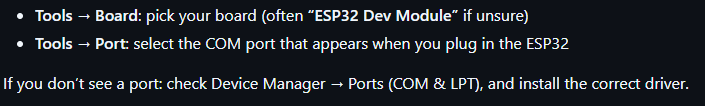 • Tools → Board: pick your board (often “ESP32 Dev Module” if unsure)
• Tools → Port: select the COM port that appears when you plug in the ESP32
If you don’t see a port: check Device Manager → Ports (COM & LPT), and install the correct driver.